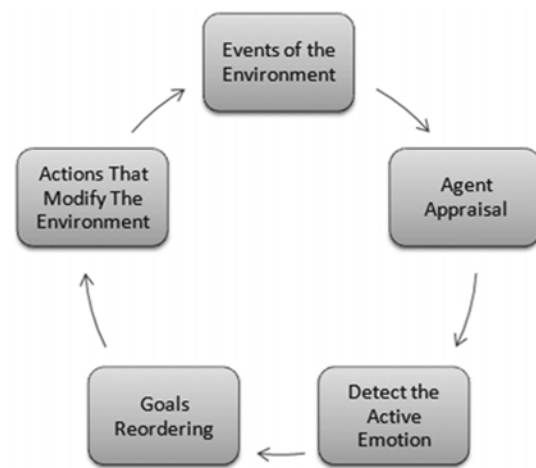 Events of the
Environment
Agent
Appraisal
Detect the
Active
Emotion
Goals
Reordering
Actions That
Modify The
Environment